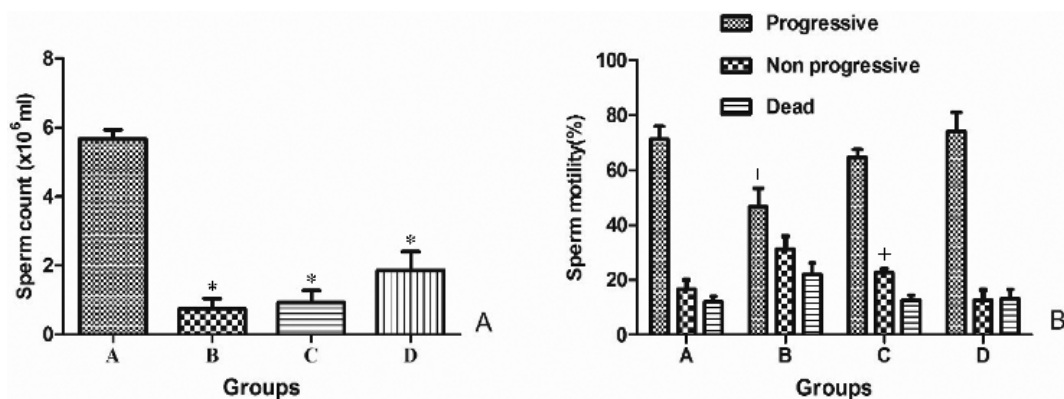 8
6
4
2
0
Sperm count (x10⁶ml)
*
*
*
A B C D
Groups
A
Progressive
Non progressive
Dead
100
80
60
40
20
0
Sperm motility(%)
+
A B C D
Groups
B